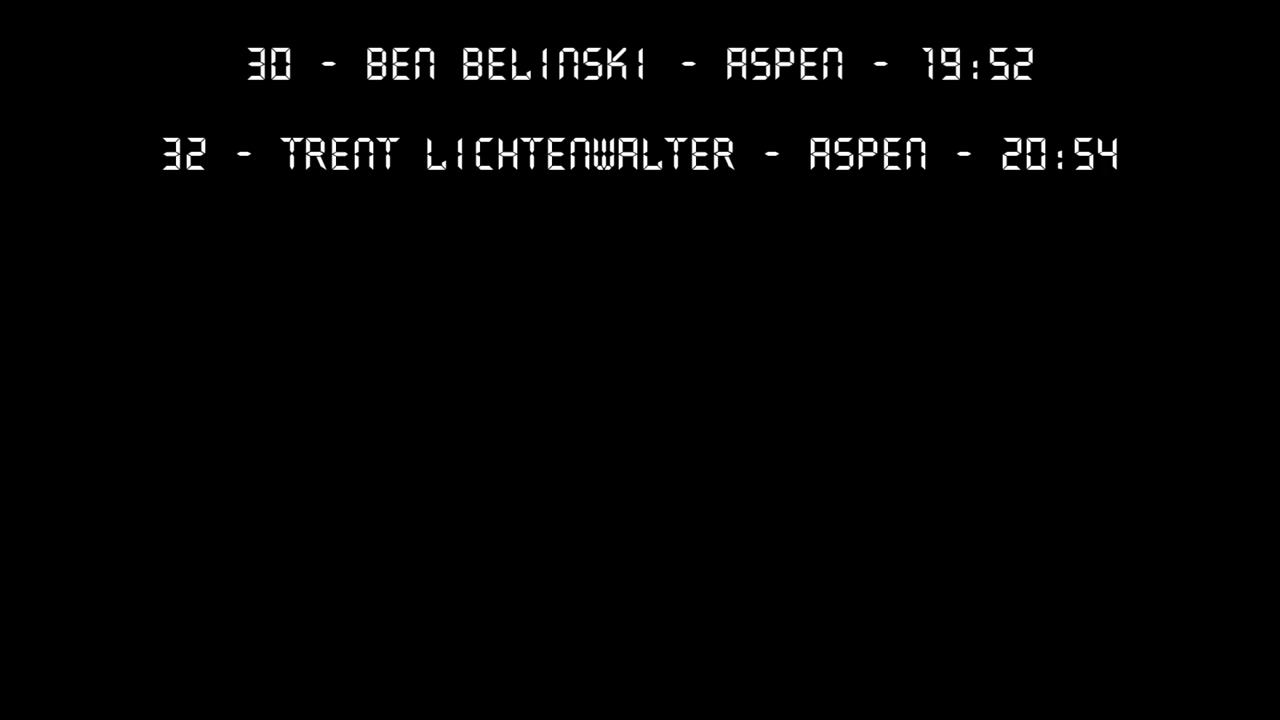 30 - BEN BELINSKI - ASPEN - 19:52
32 - TRENT LICHTENWALTER - ASPEN - 20:54